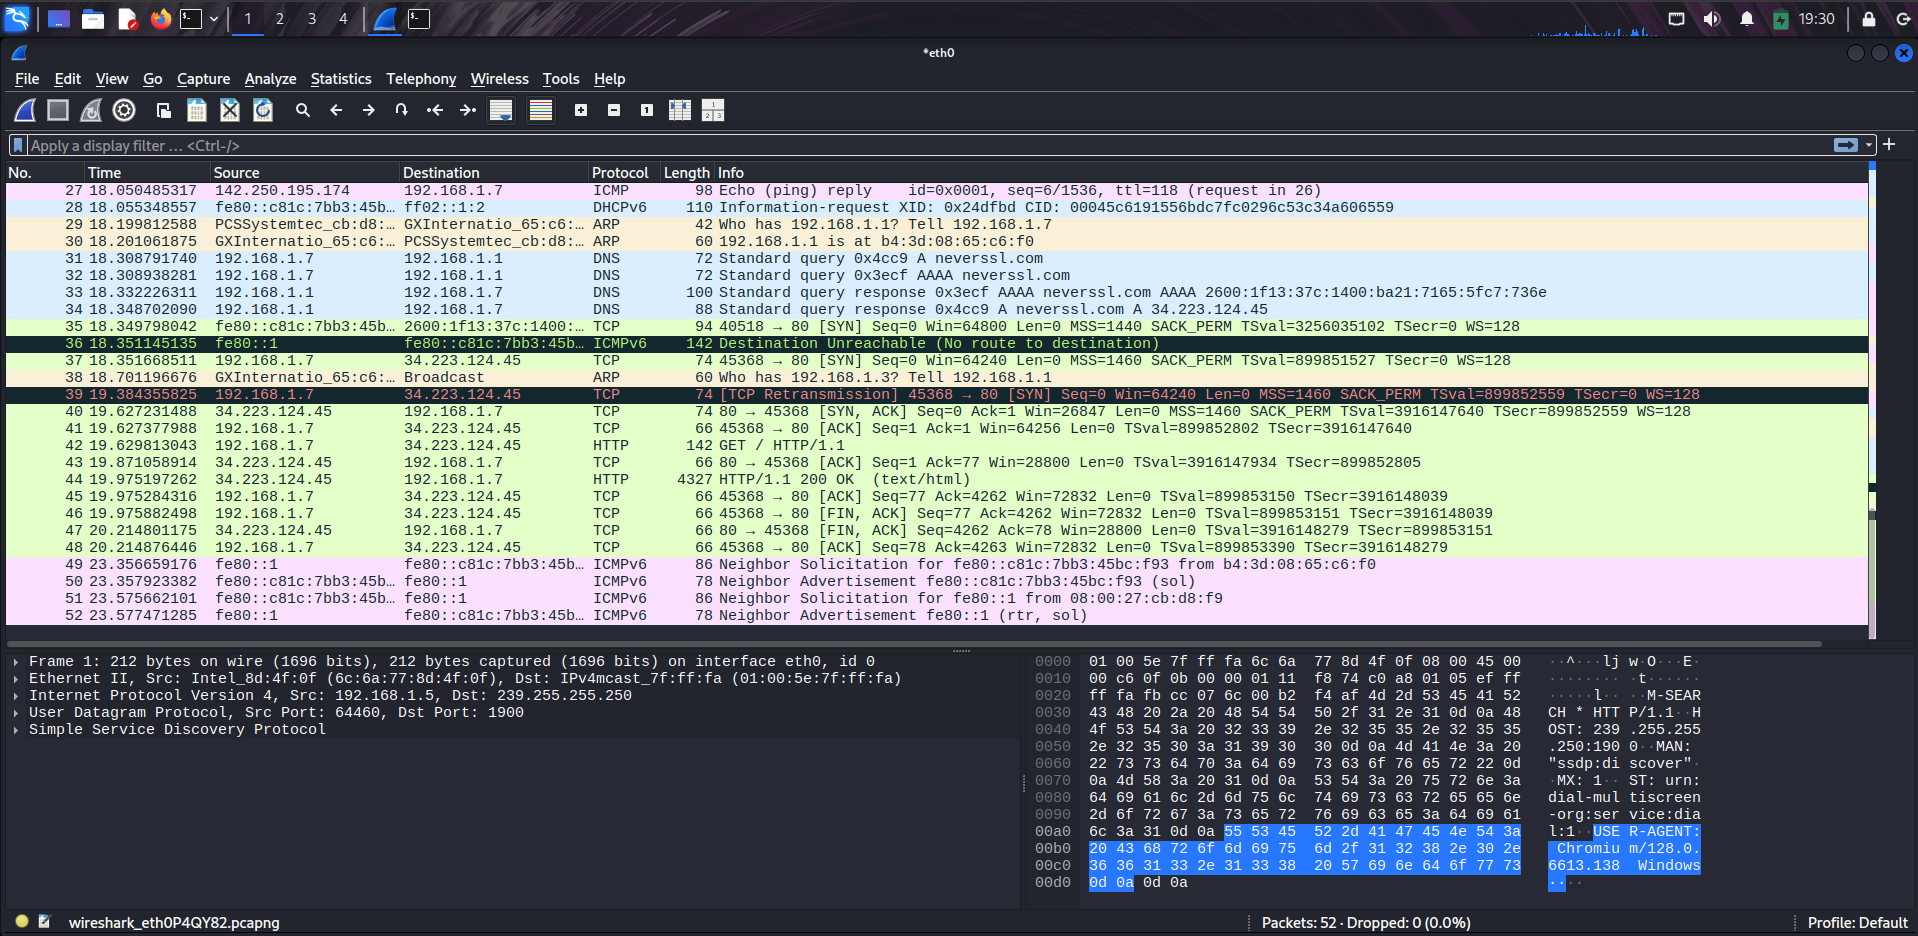 1 2 3 4 19:30
*eth0
File Edit View Go Capture Analyze Statistics Telephony Wireless Tools Help
Apply a display filter … <Ctrl-/>
No. Time Source Destination Protocol Length Info
27 18.050485317 142.250.195.174 192.168.1.7 ICMP 98 Echo (ping) reply id=0x0001, seq=6/1536, ttl=118 (request in 26)
28 18.055348557 fe80::c81c:7bb3:45b… ff02::1:2 DHCPv6 110 Information-request XID: 0x24dfbd CID: 00045c6191556bdc7fc0296c53c34a606559
29 18.199812588 PCSSystemtec_cb:d8:… GXInternatio_65:c6:… ARP 42 Who has 192.168.1.1? Tell 192.168.1.7
30 18.201061875 GXInternatio_65:c6:… PCSSystemtec_cb:d8:… ARP 60 192.168.1.1 is at b4:3d:08:65:c6:f0
31 18.308791740 192.168.1.7 192.168.1.1 DNS 72 Standard query 0x4cc9 A neverssl.com
32 18.308938281 192.168.1.7 192.168.1.1 DNS 72 Standard query 0x3ecf AAAA neverssl.com
33 18.332226311 192.168.1.1 192.168.1.7 DNS 100 Standard query response 0x3ecf AAAA neverssl.com AAAA 2600:1f13:37c:1400:ba21:7165:5fc7:736e
34 18.348702090 192.168.1.1 192.168.1.7 DNS 88 Standard query response 0x4cc9 A neverssl.com A 34.223.124.45
35 18.349798042 fe80::c81c:7bb3:45b… 2600:1f13:37c:1400:… TCP 94 40518 → 80 [SYN] Seq=0 Win=64800 Len=0 MSS=1440 SACK_PERM TSval=3256035102 TSecr=0 WS=128
36 18.351145135 fe80::1 fe80::c81c:7bb3:45b… ICMPv6 142 Destination Unreachable (No route to destination)
37 18.351668511 192.168.1.7 34.223.124.45 TCP 74 45368 → 80 [SYN] Seq=0 Win=64240 Len=0 MSS=1460 SACK_PERM TSval=899851527 TSecr=0 WS=128
38 18.701196676 GXInternatio_65:c6:… Broadcast ARP 60 Who has 192.168.1.3? Tell 192.168.1.1
39 19.384355825 192.168.1.7 34.223.124.45 TCP 74 [TCP Retransmission] 45368 → 80 [SYN] Seq=0 Win=64240 Len=0 MSS=1460 SACK_PERM TSval=899852559 TSecr=0 WS=128
40 19.627231488 34.223.124.45 192.168.1.7 TCP 74 80 → 45368 [SYN, ACK] Seq=0 Ack=1 Win=26847 Len=0 MSS=1460 SACK_PERM TSval=3916147640 TSecr=899852559 WS=128
41 19.627377988 192.168.1.7 34.223.124.45 TCP 66 45368 → 80 [ACK] Seq=1 Ack=1 Win=64256 Len=0 TSval=899852802 TSecr=3916147640
42 19.629813043 192.168.1.7 34.223.124.45 HTTP 142 GET / HTTP/1.1
43 19.871058914 34.223.124.45 192.168.1.7 TCP 66 80 → 45368 [ACK] Seq=1 Ack=77 Win=28800 Len=0 TSval=3916147934 TSecr=899852805
44 19.975197262 34.223.124.45 192.168.1.7 HTTP 4327 HTTP/1.1 200 OK (text/html)
45 19.975284316 192.168.1.7 34.223.124.45 TCP 66 45368 → 80 [ACK] Seq=77 Ack=4262 Win=72832 Len=0 TSval=899853150 TSecr=3916148039
46 19.975882498 192.168.1.7 34.223.124.45 TCP 66 45368 → 80 [FIN, ACK] Seq=77 Ack=4262 Win=72832 Len=0 TSval=899853151 TSecr=3916148039
47 20.214801175 34.223.124.45 192.168.1.7 TCP 66 80 → 45368 [FIN, ACK] Seq=4262 Ack=78 Win=28800 Len=0 TSval=3916148279 TSecr=899853151
48 20.214876446 192.168.1.7 34.223.124.45 TCP 66 45368 → 80 [ACK] Seq=78 Ack=4263 Win=72832 Len=0 TSval=899853390 TSecr=3916148279
49 23.356659176 fe80::1 fe80::c81c:7bb3:45b… ICMPv6 86 Neighbor Solicitation for fe80::c81c:7bb3:45bc:f93 from b4:3d:08:65:c6:f0
50 23.357923382 fe80::c81c:7bb3:45b… fe80::1 ICMPv6 78 Neighbor Advertisement fe80::c81c:7bb3:45bc:f93 (sol)
51 23.575662101 fe80::c81c:7bb3:45b… fe80::1 ICMPv6 86 Neighbor Solicitation for fe80::1 from 08:00:27:cb:d8:f9
52 23.577471285 fe80::1 fe80::c81c:7bb3:45b… ICMPv6 78 Neighbor Advertisement fe80::1 (rtr, sol)
Frame 1: 212 bytes on wire (1696 bits), 212 bytes captured (1696 bits) on interface eth0, id 0
Ethernet II, Src: Intel_8d:4f:0f (6c:6a:77:8d:4f:0f), Dst: IPv4mcast_7f:ff:fa (01:00:5e:7f:ff:fa)
Internet Protocol Version 4, Src: 192.168.1.5, Dst: 239.255.255.250
User Datagram Protocol, Src Port: 64460, Dst Port: 1900
Simple Service Discovery Protocol
0000 01 00 5e 7f ff fa 6c 6a 77 8d 4f 0f 08 00 45 00 ··^···lj w·O···E·
0010 00 c6 0f 0b 00 00 01 11 f8 74 c0 a8 01 05 ef ff ········ ·t······
0020 ff fa fb cc 07 6c 00 b2 f4 af 4d 2d 53 45 41 52 ·····l·· ··M-SEAR
0030 43 48 20 2a 20 48 54 54 50 2f 31 2e 31 0d 0a 48 CH * HTT P/1.1··H
0040 4f 53 54 3a 20 32 33 39 2e 32 35 35 2e 32 35 35 OST: 239 .255.255
0050 2e 32 35 30 3a 31 39 30 30 0d 0a 4d 41 4e 3a 20 .250:190 0··MAN:
0060 22 73 73 64 70 3a 64 69 73 63 6f 76 65 72 22 0d "ssdp:di scover"·
0070 0a 4d 58 3a 20 31 0d 0a 53 54 3a 20 75 72 6e 3a ·MX: 1·· ST: urn:
0080 64 69 61 6c 2d 6d 75 6c 74 69 73 63 72 65 65 6e dial-mul tiscreen
0090 2d 6f 72 67 3a 73 65 72 76 69 63 65 3a 64 69 61 -org:ser vice:dia
00a0 6c 3a 31 0d 0a 55 53 45 52 2d 41 47 45 4e 54 3a l:1··USE R-AGENT:
00b0 20 43 68 72 6f 6d 69 75 6d 2f 31 32 38 2e 30 2e Chromiu m/128.0.
00c0 36 36 31 33 2e 31 33 38 20 57 69 6e 64 6f 77 73 6613.138 Windows
00d0 0d 0a 0d 0a ····
wireshark_eth0P4QY82.pcapng Packets: 52 · Dropped: 0 (0.0%) Profile: Default